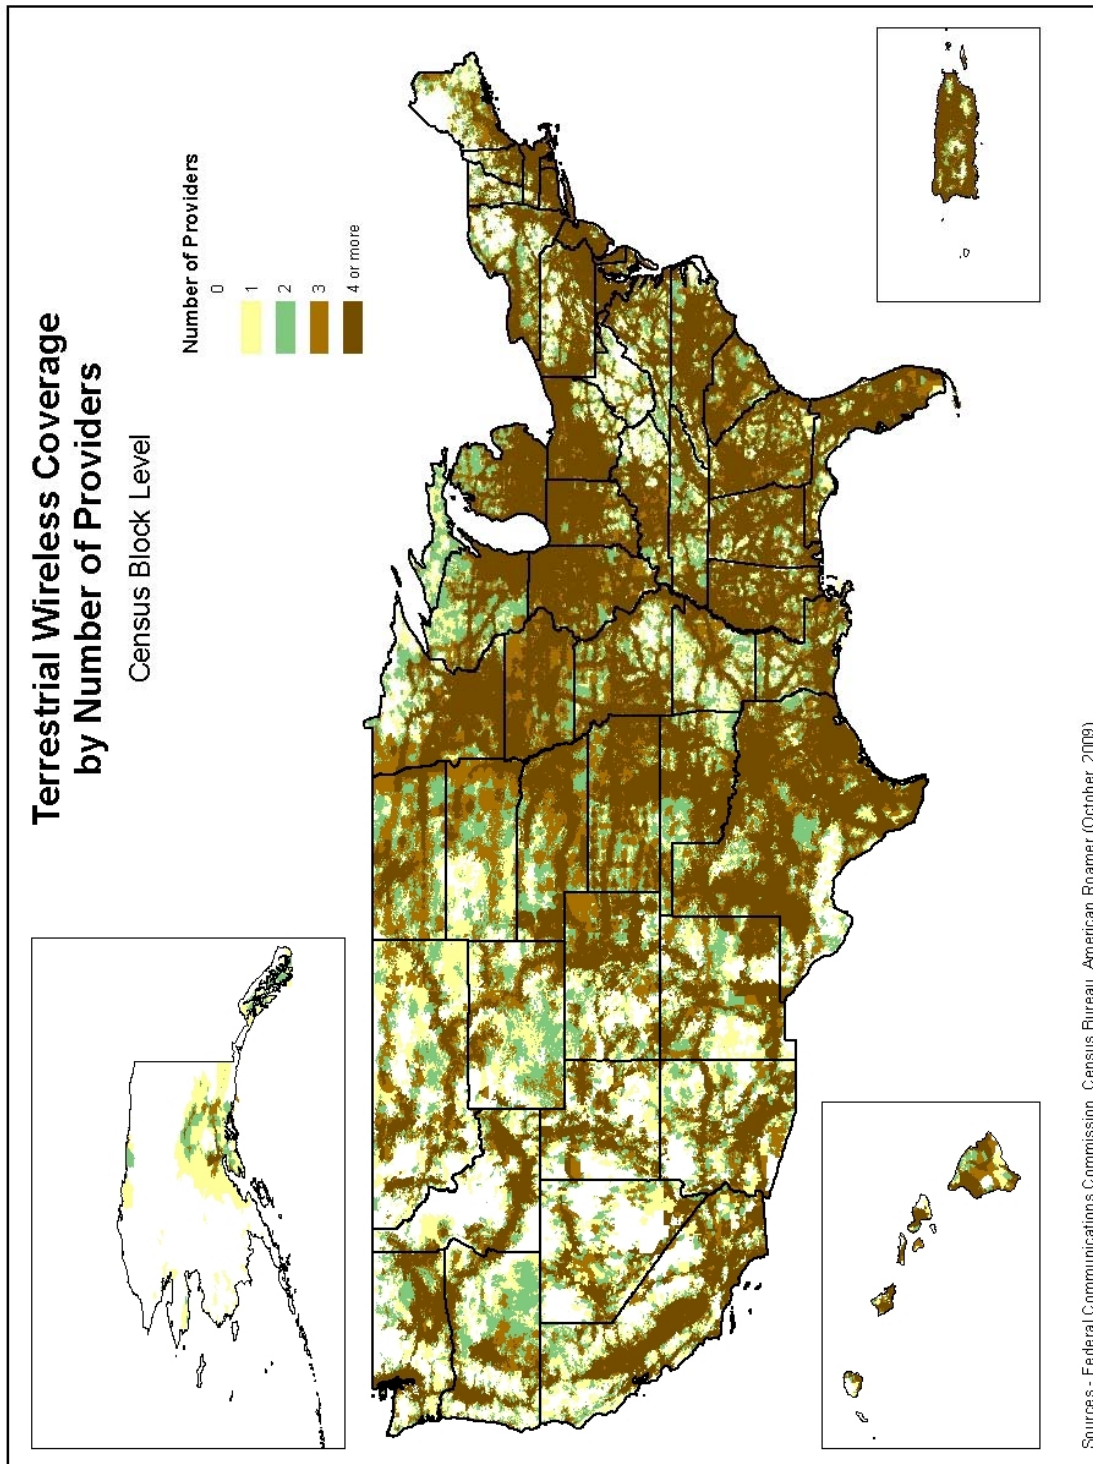 Terrestrial Wireless Coverage
by Number of Providers
Census Block Level
Number of Providers
0
1
2
3
4 or more
Sources - Federal Communications Commission, Census Bureau, American Roamer (October, 2009)